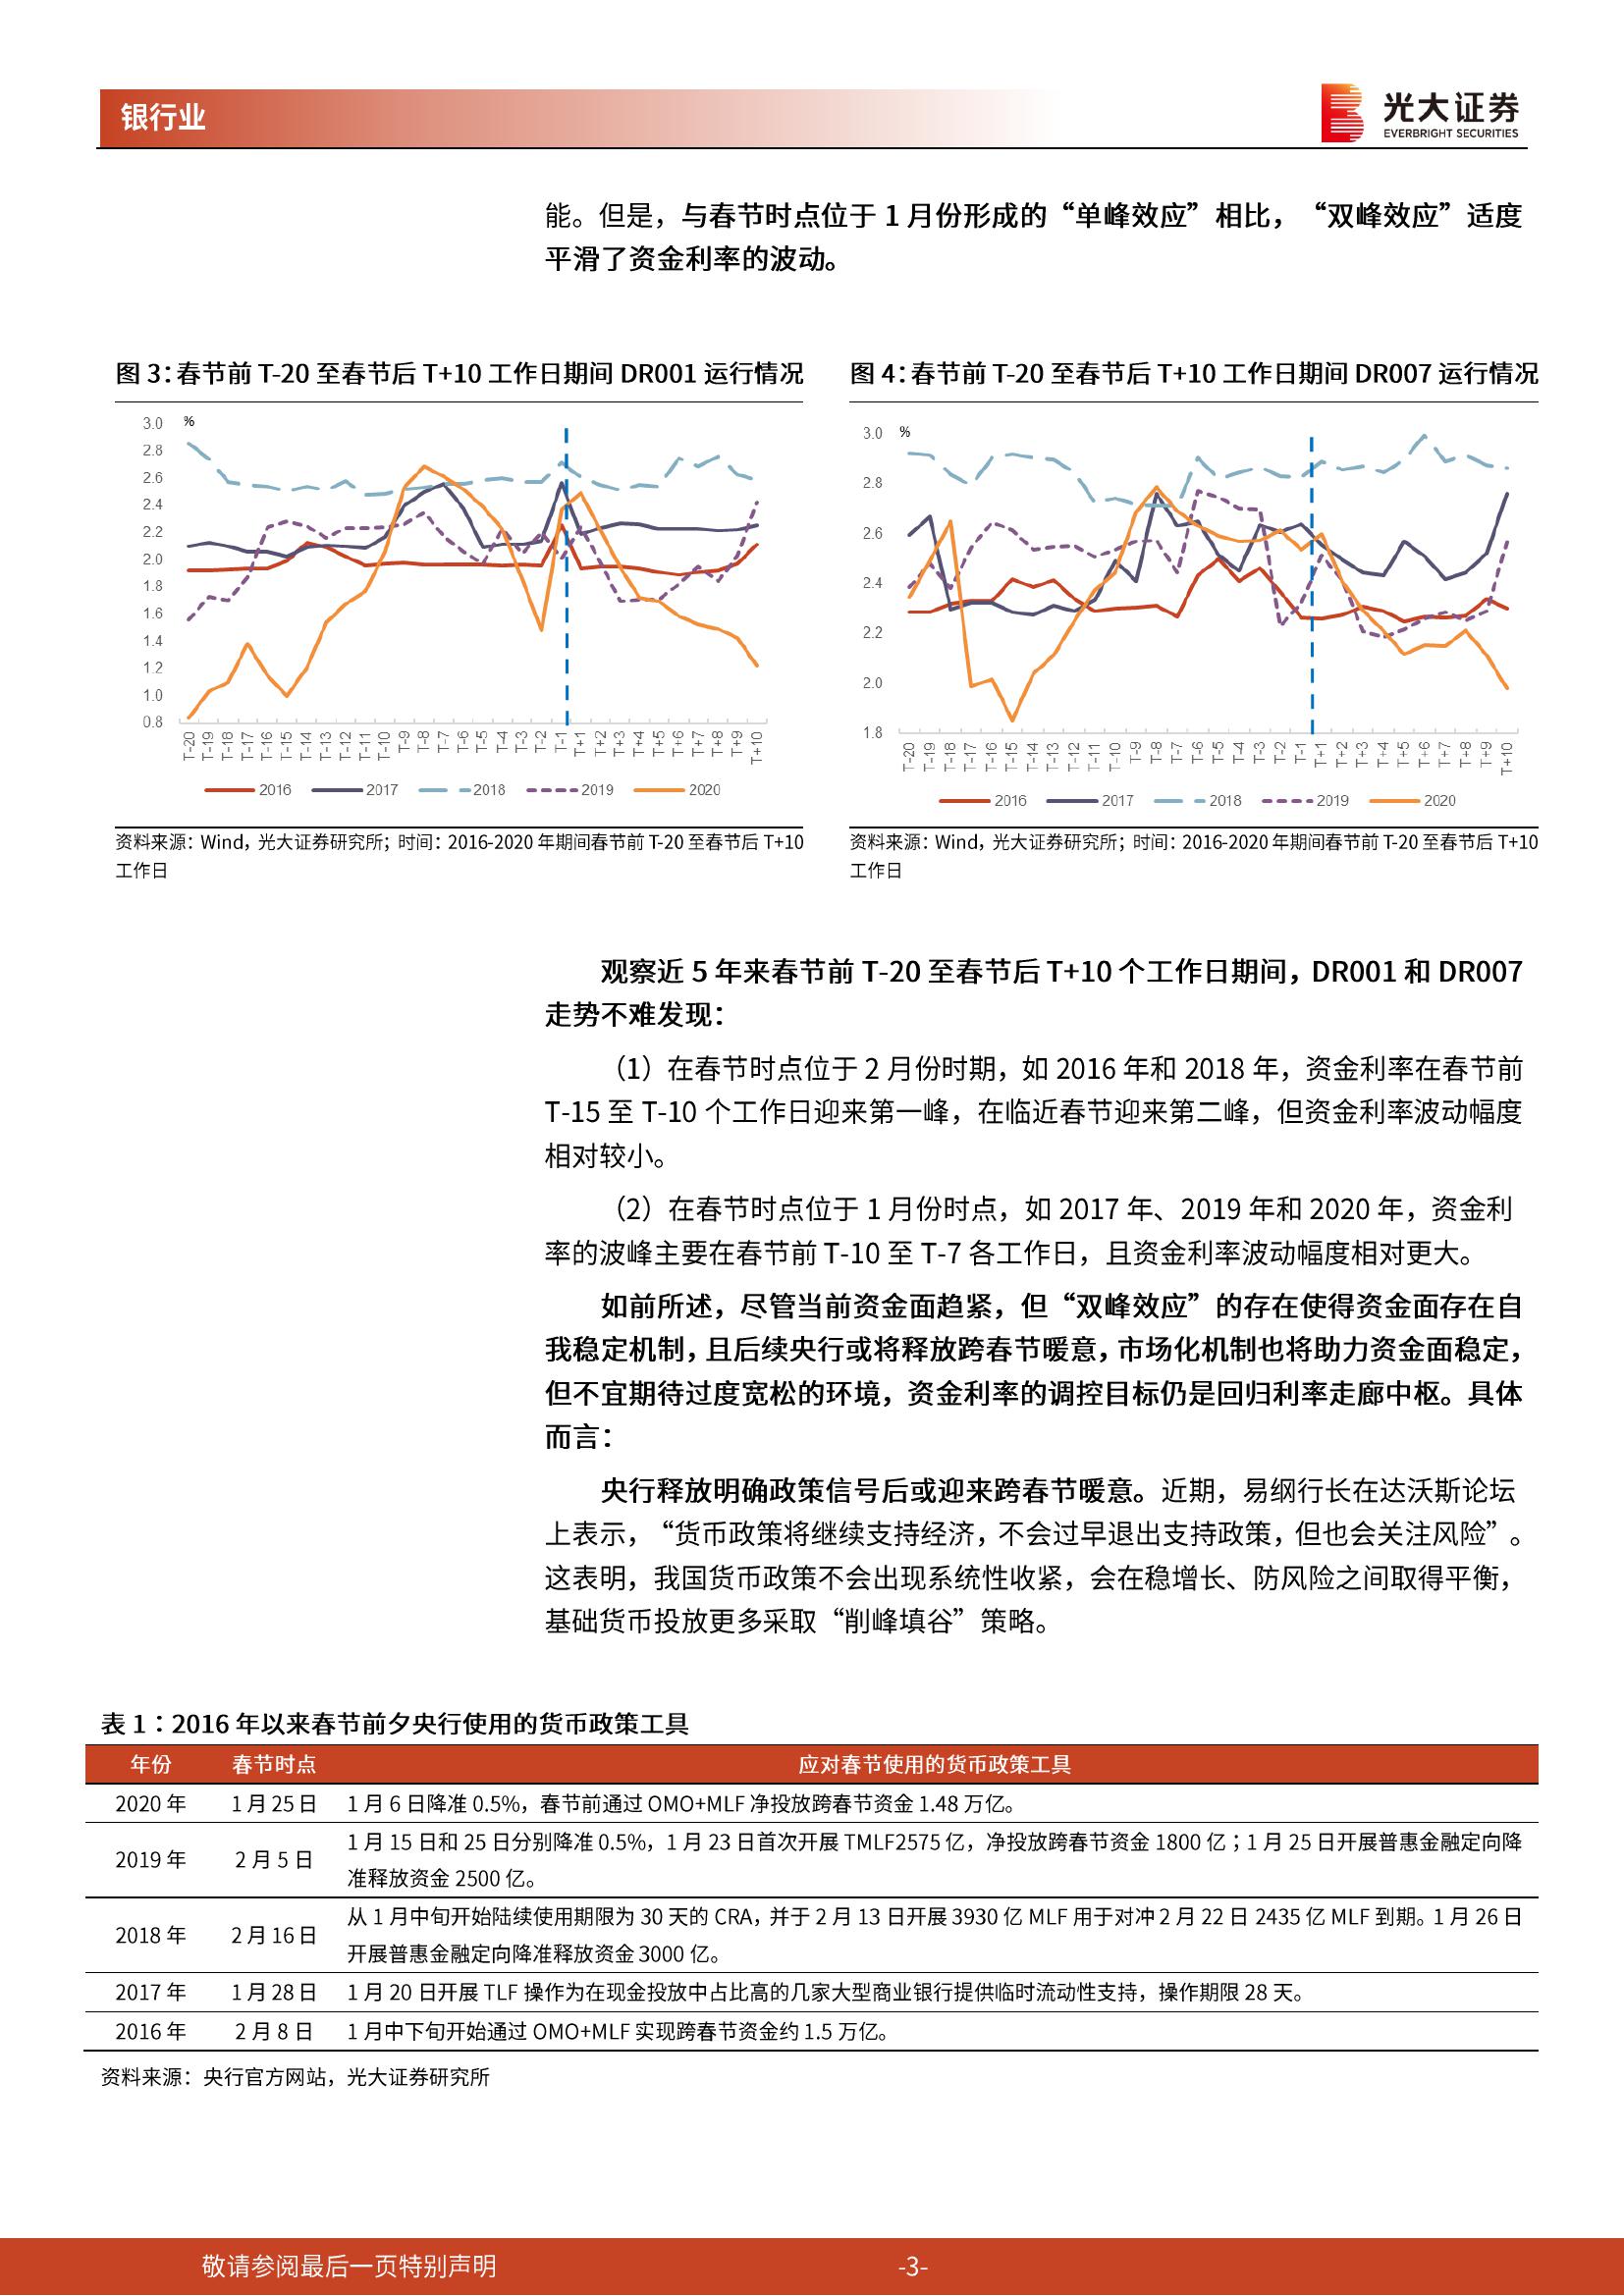 银行业
光大证券
EVERBRIGHT SECURITIES
能。但是，与春节时点位于 1 月份形成的“单峰效应”相比，“双峰效应”适度
平滑了资金利率的波动。
图 3：春节前 T-20 至春节后 T+10 工作日期间 DR001 运行情况
3.0
2.8
2.6
2.4
2.2
2.0
1.8
1.6
1.4
1.2
1.0
0.8
%
T-20 T-19 T-18 T-17 T-16 T-15 T-14 T-13 T-12 T-11 T-10 T-9 T-8 T-7 T-6 T-5 T-4 T-3 T-2 T-1 T+1 T+2 T+3 T+4 T+5 T+6 T+7 T+8 T+9 T+10
2016 2017 2018 2019 2020
资料来源：Wind，光大证券研究所；时间：2016-2020 年期间春节前 T-20 至春节后 T+10
工作日
图 4：春节前 T-20 至春节后 T+10 工作日期间 DR007 运行情况
3.0
2.8
2.6
2.4
2.2
2.0
1.8
%
T-20 T-19 T-18 T-17 T-16 T-15 T-14 T-13 T-12 T-11 T-10 T-9 T-8 T-7 T-6 T-5 T-4 T-3 T-2 T-1 T+1 T+2 T+3 T+4 T+5 T+6 T+7 T+8 T+9 T+10
2016 2017 2018 2019 2020
资料来源：Wind，光大证券研究所；时间：2016-2020 年期间春节前 T-20 至春节后 T+10
工作日
观察近 5 年来春节前 T-20 至春节后 T+10 个工作日期间，DR001 和 DR007
走势不难发现：
（1）在春节时点位于 2 月份时期，如 2016 年和 2018 年，资金利率在春节前
T-15 至 T-10 个工作日迎来第一峰，在临近春节迎来第二峰，但资金利率波动幅度
相对较小。
（2）在春节时点位于 1 月份时点，如 2017 年、2019 年和 2020 年，资金利
率的波峰主要在春节前 T-10 至 T-7 各工作日，且资金利率波动幅度相对更大。
如前所述，尽管当前资金面趋紧，但“双峰效应”的存在使得资金面存在自
我稳定机制，且后续央行或将释放跨春节暖意，市场化机制也将助力资金面稳定，
但不宜期待过度宽松的环境，资金利率的调控目标仍是回归利率走廊中枢。具体
而言：
央行释放明确政策信号后或迎来跨春节暖意。近期，易纲行长在达沃斯论坛
上表示，“货币政策将继续支持经济，不会过早退出支持政策，但也会关注风险”。
这表明，我国货币政策不会出现系统性收紧，会在稳增长、防风险之间取得平衡，
基础货币投放更多采取“削峰填谷”策略。
表 1：2016 年以来春节前夕央行使用的货币政策工具
年份 春节时点 应对春节使用的货币政策工具
2020 年 1 月 25 日 1 月 6 日降准 0.5%，春节前通过 OMO+MLF 净投放跨春节资金 1.48 万亿。
2019 年 2 月 5 日 1 月 15 日和 25 日分别降准 0.5%，1 月 23 日首次开展 TMLF2575 亿，净投放跨春节资金 1800 亿；1 月 25 日开展普惠金融定向降
准释放资金 2500 亿。
2018 年 2 月 16 日 从 1 月中旬开始陆续使用期限为 30 天的 CRA，并于 2 月 13 日开展 3930 亿 MLF 用于对冲 2 月 22 日 2435 亿 MLF 到期。1 月 26 日
开展普惠金融定向降准释放资金 3000 亿。
2017 年 1 月 28 日 1 月 20 日开展 TLF 操作为在现金投放中占比高的几家大型商业银行提供临时流动性支持，操作期限 28 天。
2016 年 2 月 8 日 1 月中下旬开始通过 OMO+MLF 实现跨春节资金约 1.5 万亿。
资料来源：央行官方网站，光大证券研究所
敬请参阅最后一页特别声明 -3-